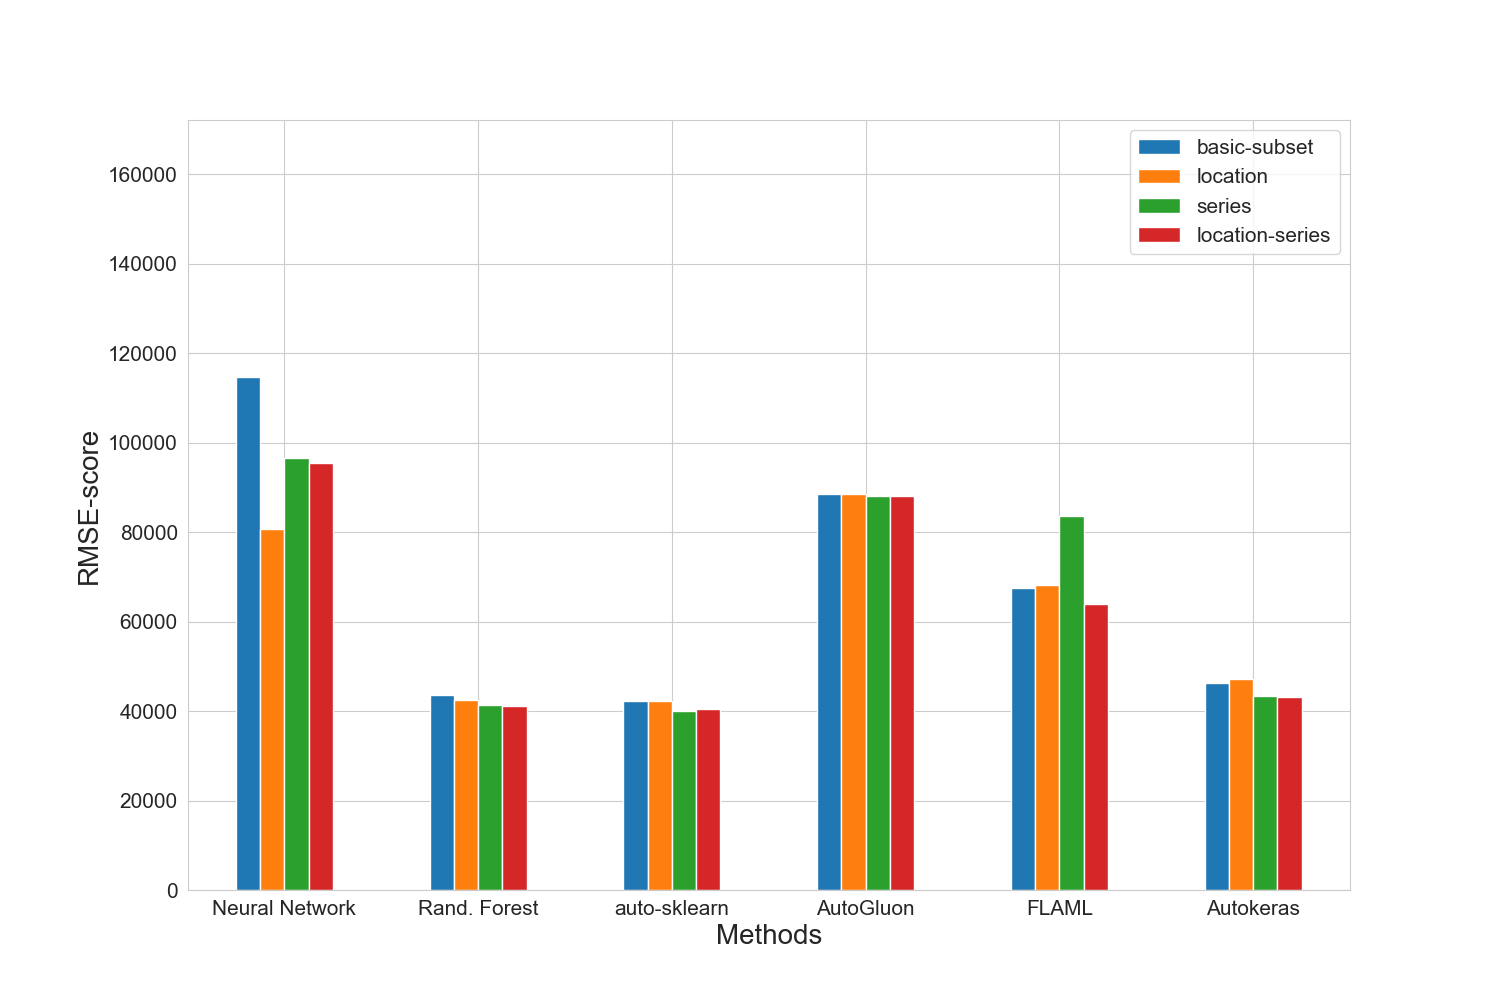 basic-subset
location
series
location-series
160000
140000
120000
100000
80000
60000
40000
20000
0
RMSE-score
Neural Network Rand. Forest auto-sklearn AutoGluon FLAML Autokeras
Methods